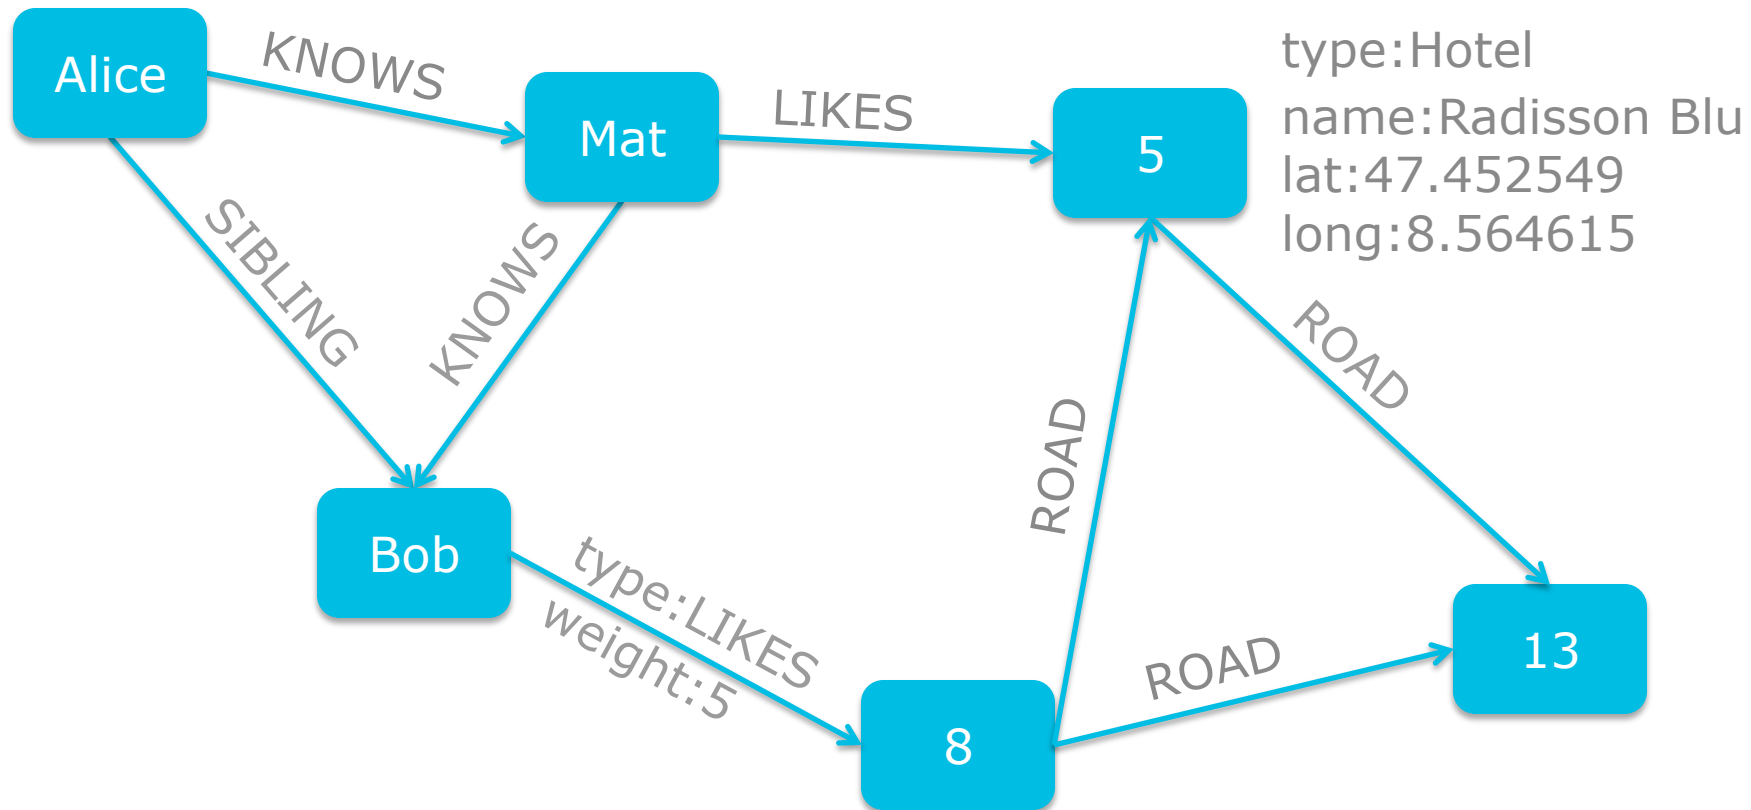 Alice
KNOWS
Mat
LIKES
5
type:Hotel
name:Radisson Blu
lat:47.452549
long:8.564615
SIBLING
KNOWS
ROAD
ROAD
Bob
type:LIKES
weight:5
8
ROAD
13